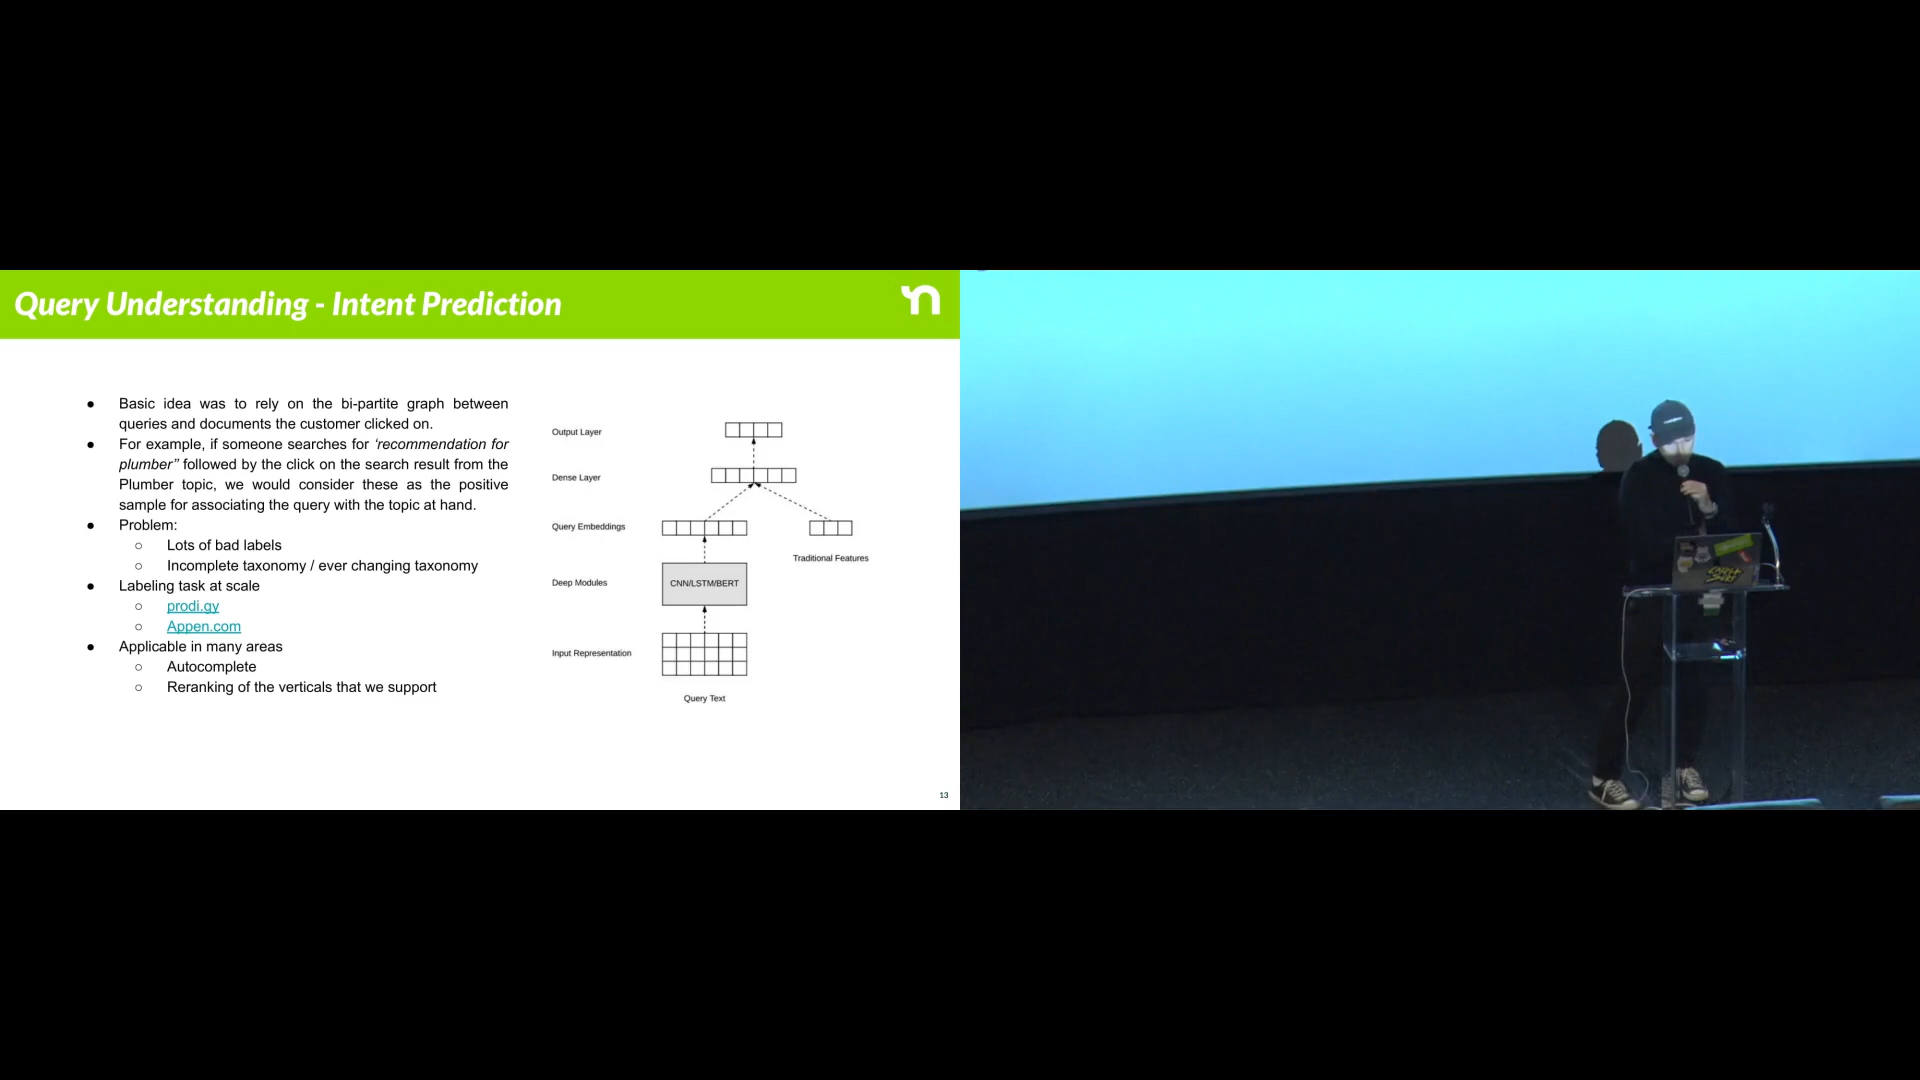 Query Understanding - Intent Prediction
● Basic idea was to rely on the bi-partite graph between
queries and documents the customer clicked on.
● For example, if someone searches for ‘recommendation for
plumber” followed by the click on the search result from the
Plumber topic, we would consider these as the positive
sample for associating the query with the topic at hand.
● Problem:
○ Lots of bad labels
○ Incomplete taxonomy / ever changing taxonomy
● Labeling task at scale
○ prodi.gy
○ Appen.com
● Applicable in many areas
○ Autocomplete
○ Reranking of the verticals that we support
Output Layer
Dense Layer
Query Embeddings
Traditional Features
Deep Modules
CNN/LSTM/BERT
Input Representation
Query Text
13